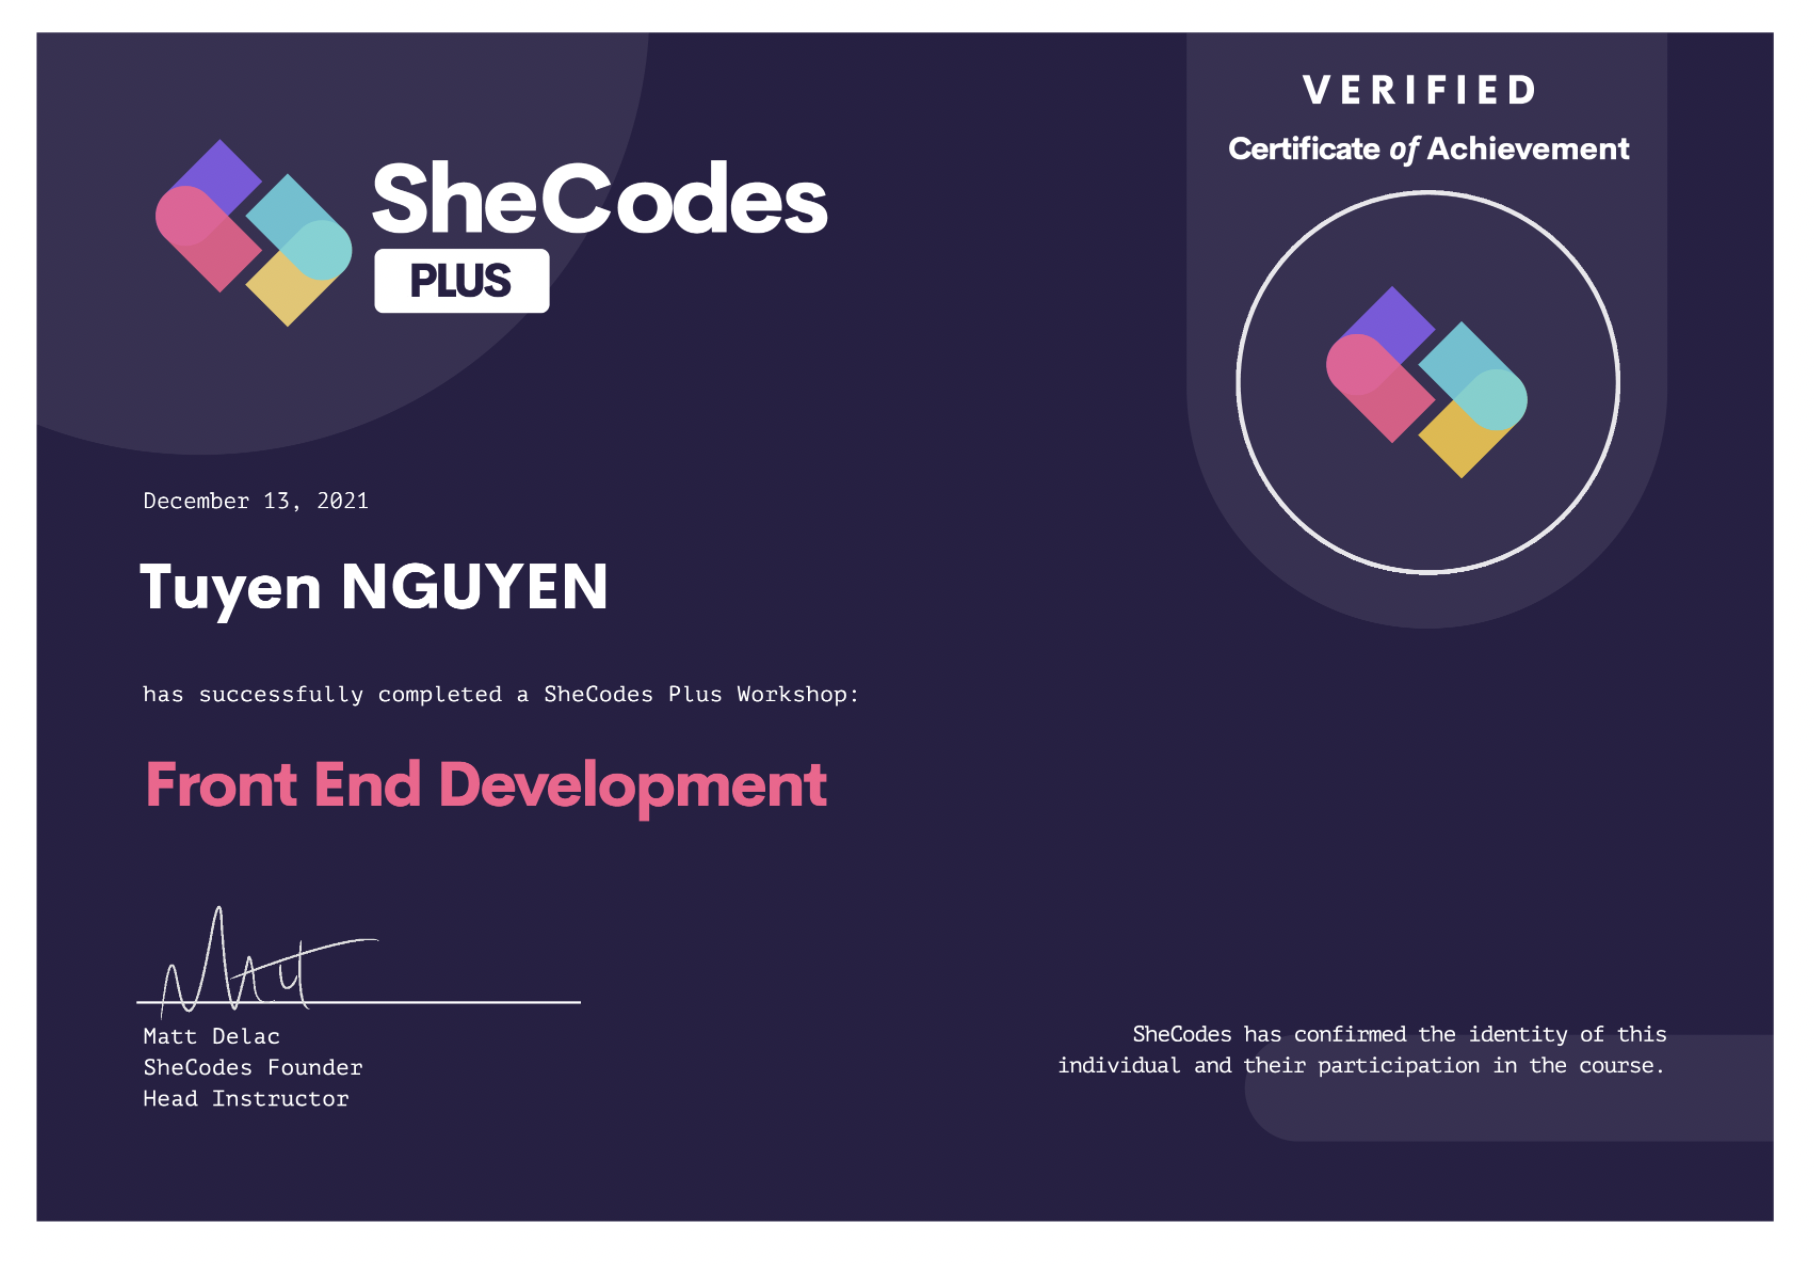 SheCodes
PLUS
VERIFIED
Certificate of Achievement
December 13, 2021
Tuyen NGUYEN
has successfully completed a SheCodes Plus Workshop:
Front End Development
Matt Delac
SheCodes Founder
Head Instructor
SheCodes has confirmed the identity of this
individual and their participation in the course.